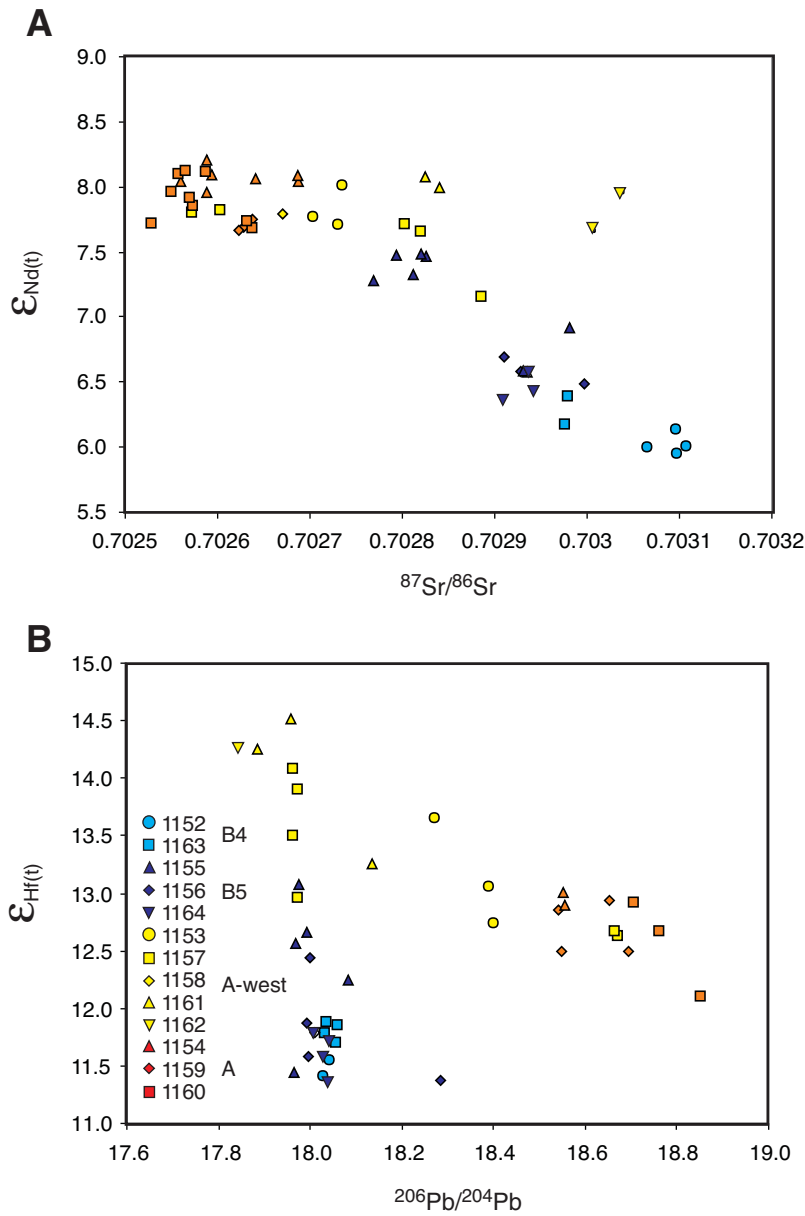 A
9.0
8.5
8.0
7.5
7.0
6.5
6.0
5.5
εNd(t)
0.7025 0.7026 0.7027 0.7028 0.7029 0.703 0.7031 0.7032
87Sr/86Sr
B
15.0
14.5
14.0
13.5
13.0
12.5
12.0
11.5
11.0
εHf(t)
1152
1163
B4
1155
1156
B5
1164
1153
1157
1158
A-west
1161
1162
1154
1159
A
1160
17.6 17.8 18.0 18.2 18.4 18.6 18.8 19.0
206Pb/204Pb